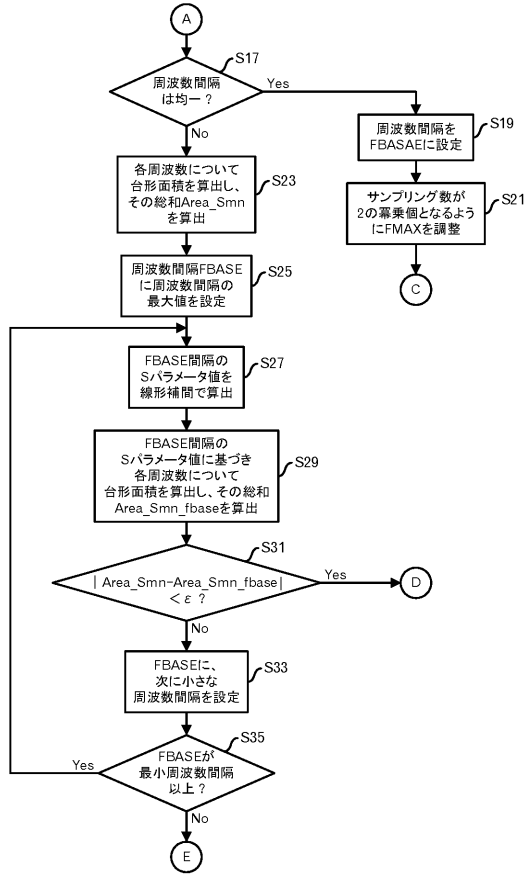 A
S17
周波数間隔
は均一？
Yes
No
S19
周波数間隔を
FBASAEに設定
S21
サンプリング数が
2の冪乗個となるよう
にFMAXを調整
C
S23
各周波数について
台形面積を算出し、
その総和Area_Smn
を算出
S25
周波数間隔FBASE
に周波数間隔の
最大値を設定
S27
FBASE間隔の
Sパラメータ値を
線形補間で算出
S29
FBASE間隔の
Sパラメータ値に基づき
各周波数について
台形面積を算出し、その総和
Area_Smn_fbaseを算出
S31
| Area_Smn-Area_Smn_fbase|
＜ε？
Yes
D
No
S33
FBASEに、
次に小さな
周波数間隔を設定
S35
FBASEが
最小周波数間隔
以上？
Yes
No
E